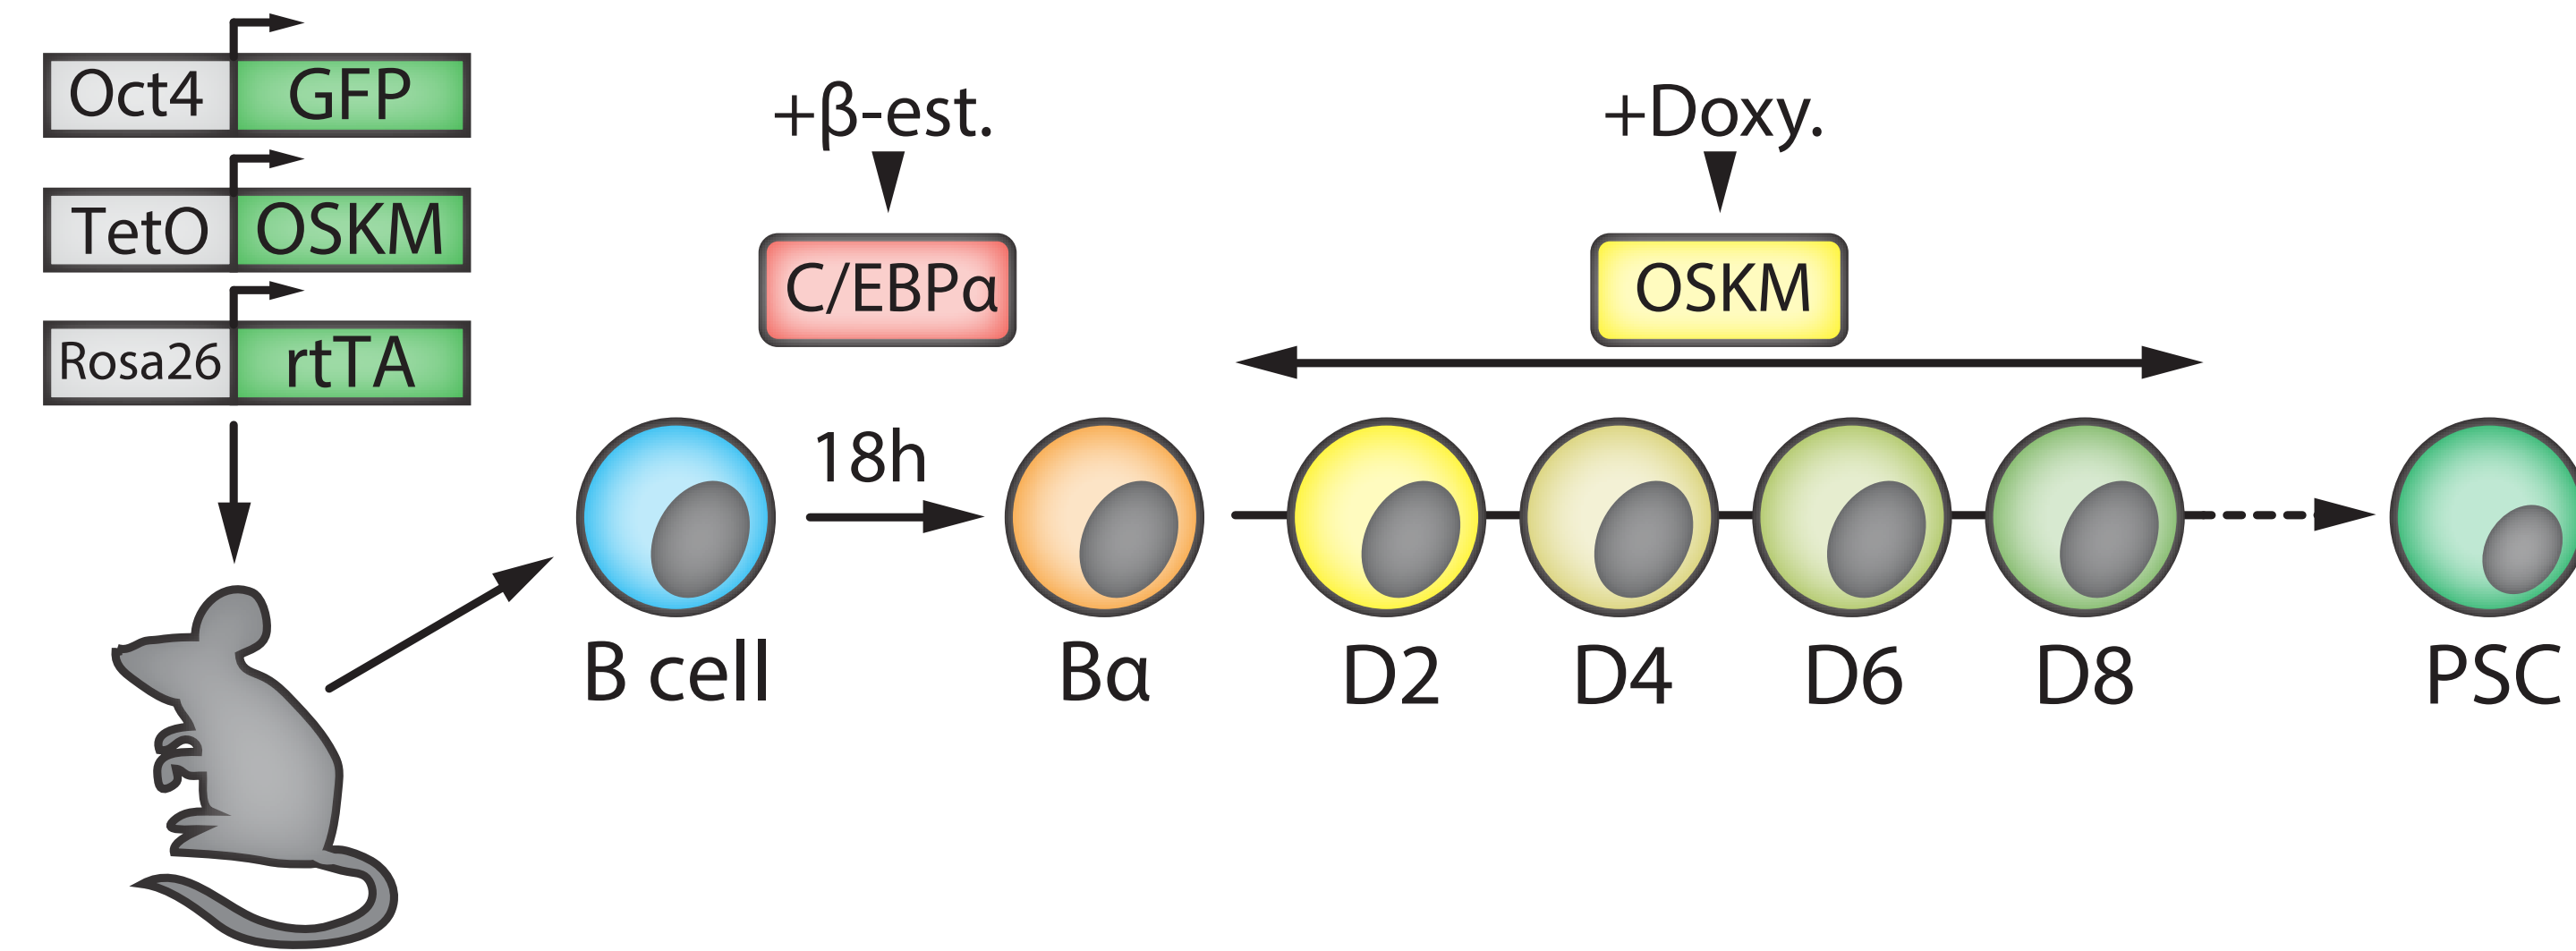 Oct4 GFP
TetO OSKM
Rosa26 rtTA
+β-est.
C/EBPα
+Doxy.
OSKM
18h
B cell
Bα
D2
D4
D6
D8
PSC